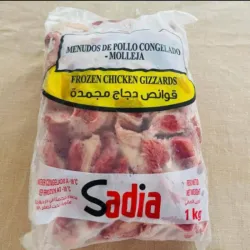 MENUDOS DE POLLO CONGELADO
- MOLLEJA
FROZEN CHICKEN GIZZARDS
قوانص دجاج مجمدة
Sadia
1 kg